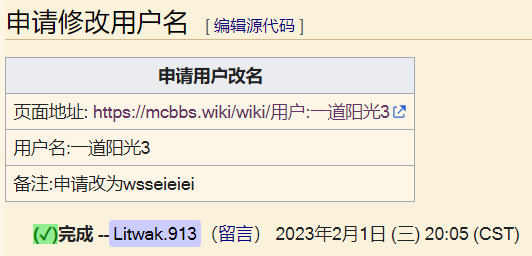 申请修改用户名 [ 编辑源代码 ]
申请用户改名
页面地址: https://mcbbs.wiki/wiki/用户:一道阳光3
用户名:一道阳光3
备注:申请改为wsseieiei
(✓)完成 --Litwak.913（留言） 2023年2月1日 (三) 20:05 (CST)